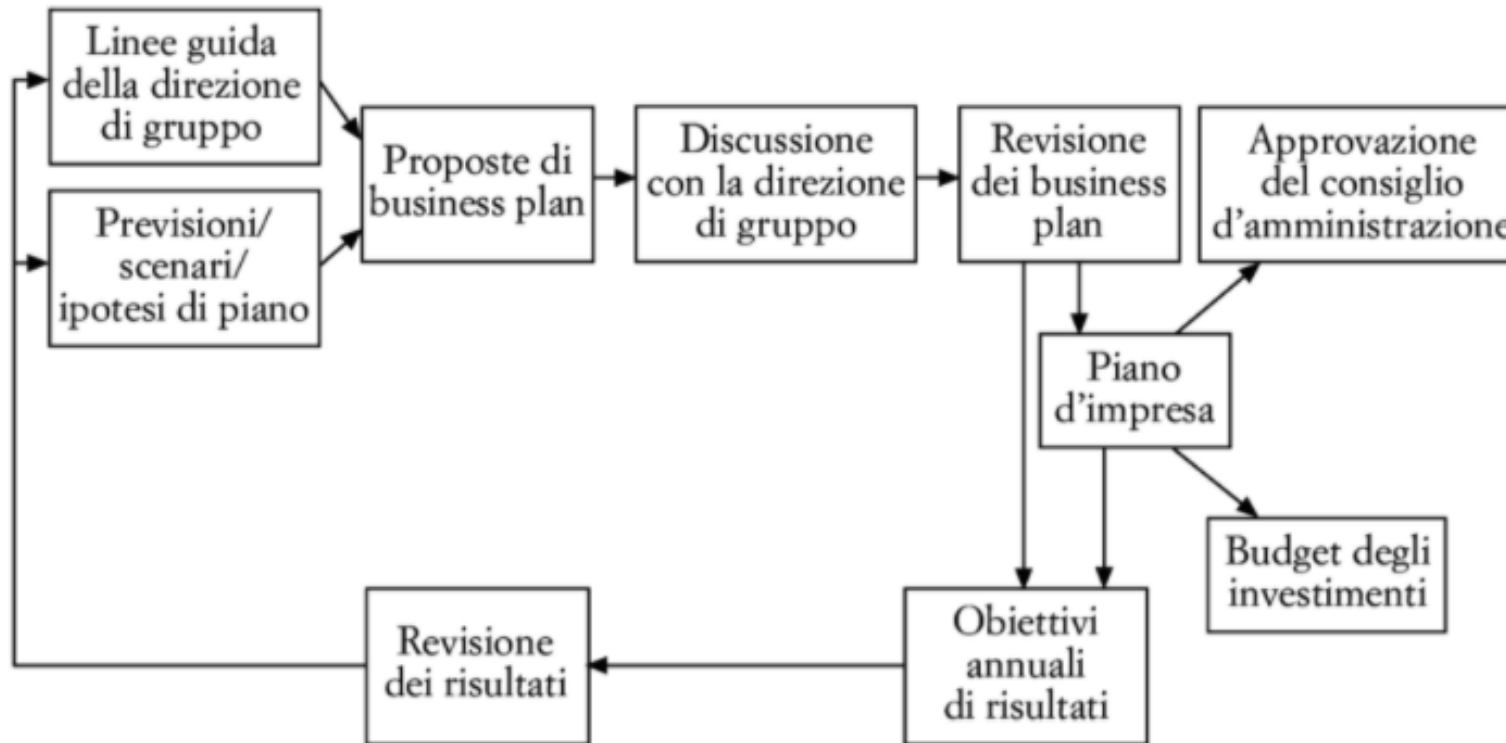 Linee guida
della direzione
di gruppo
Previsioni/
scenari/
ipotesi di piano
Proposte di
business plan
Discussione
con la direzione
di gruppo
Revisione
dei business
plan
Approvazione
del consiglio
d'amministrazione
Piano
d'impresa
Budget degli
investimenti
Obiettivi
annuali
di risultati
Revisione
dei risultati